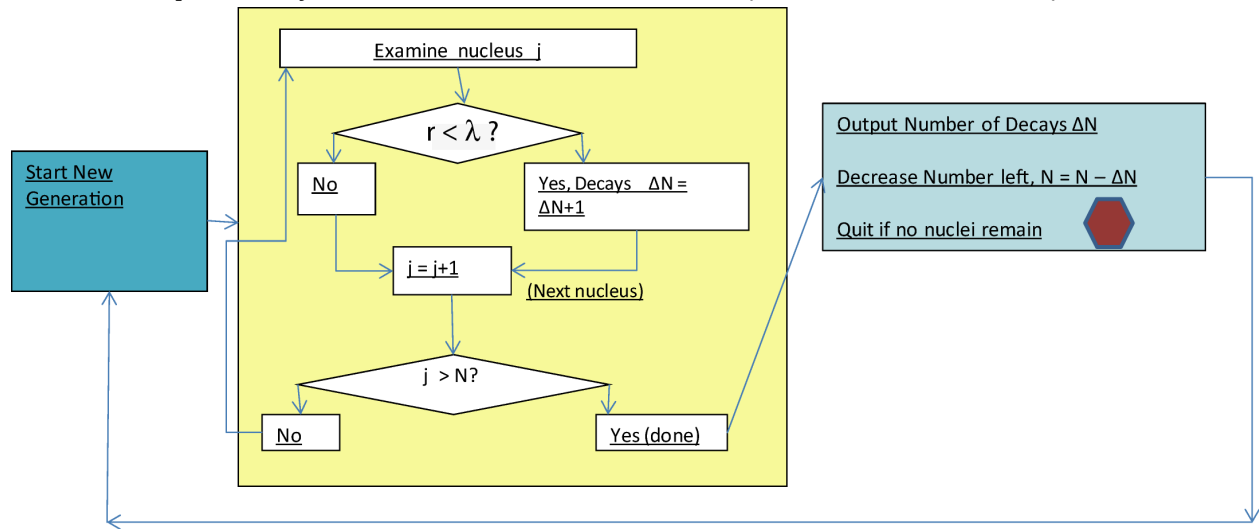 Examine nucleus j
r < λ ?
Start New
Generation
No
Yes, Decays ΔN =
ΔN+1
j = j+1
(Next nucleus)
j > N?
No
Yes (done)
Output Number of Decays ΔN
Decrease Number left, N = N – ΔN
Quit if no nuclei remain